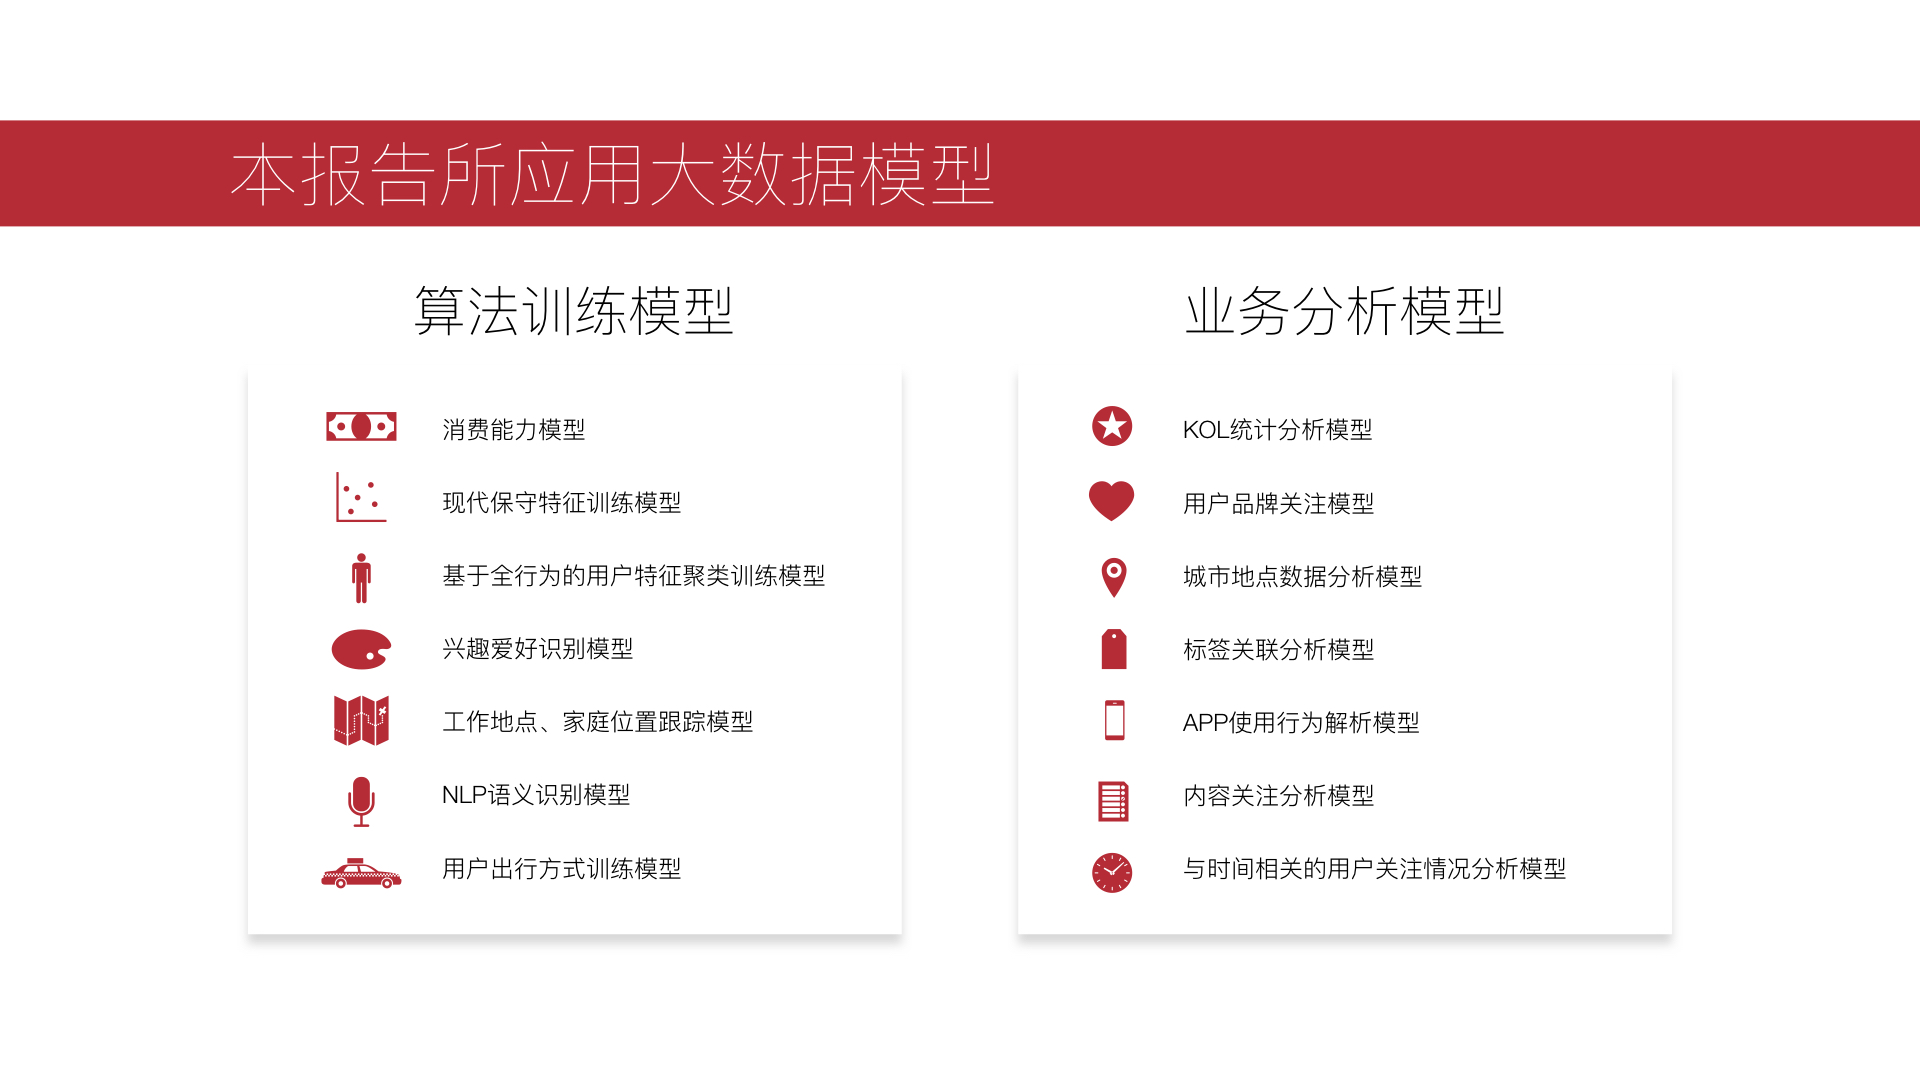 本报告所应用大数据模型
算法训练模型
消费能力模型
现代保守特征训练模型
基于全行为的用户特征聚类训练模型
兴趣爱好识别模型
工作地点、家庭位置跟踪模型
NLP语义识别模型
用户出行方式训练模型
业务分析模型
KOL统计分析模型
用户品牌关注模型
城市地点数据分析模型
标签关联分析模型
APP使用行为解析模型
内容关注分析模型
与时间相关的用户关注情况分析模型